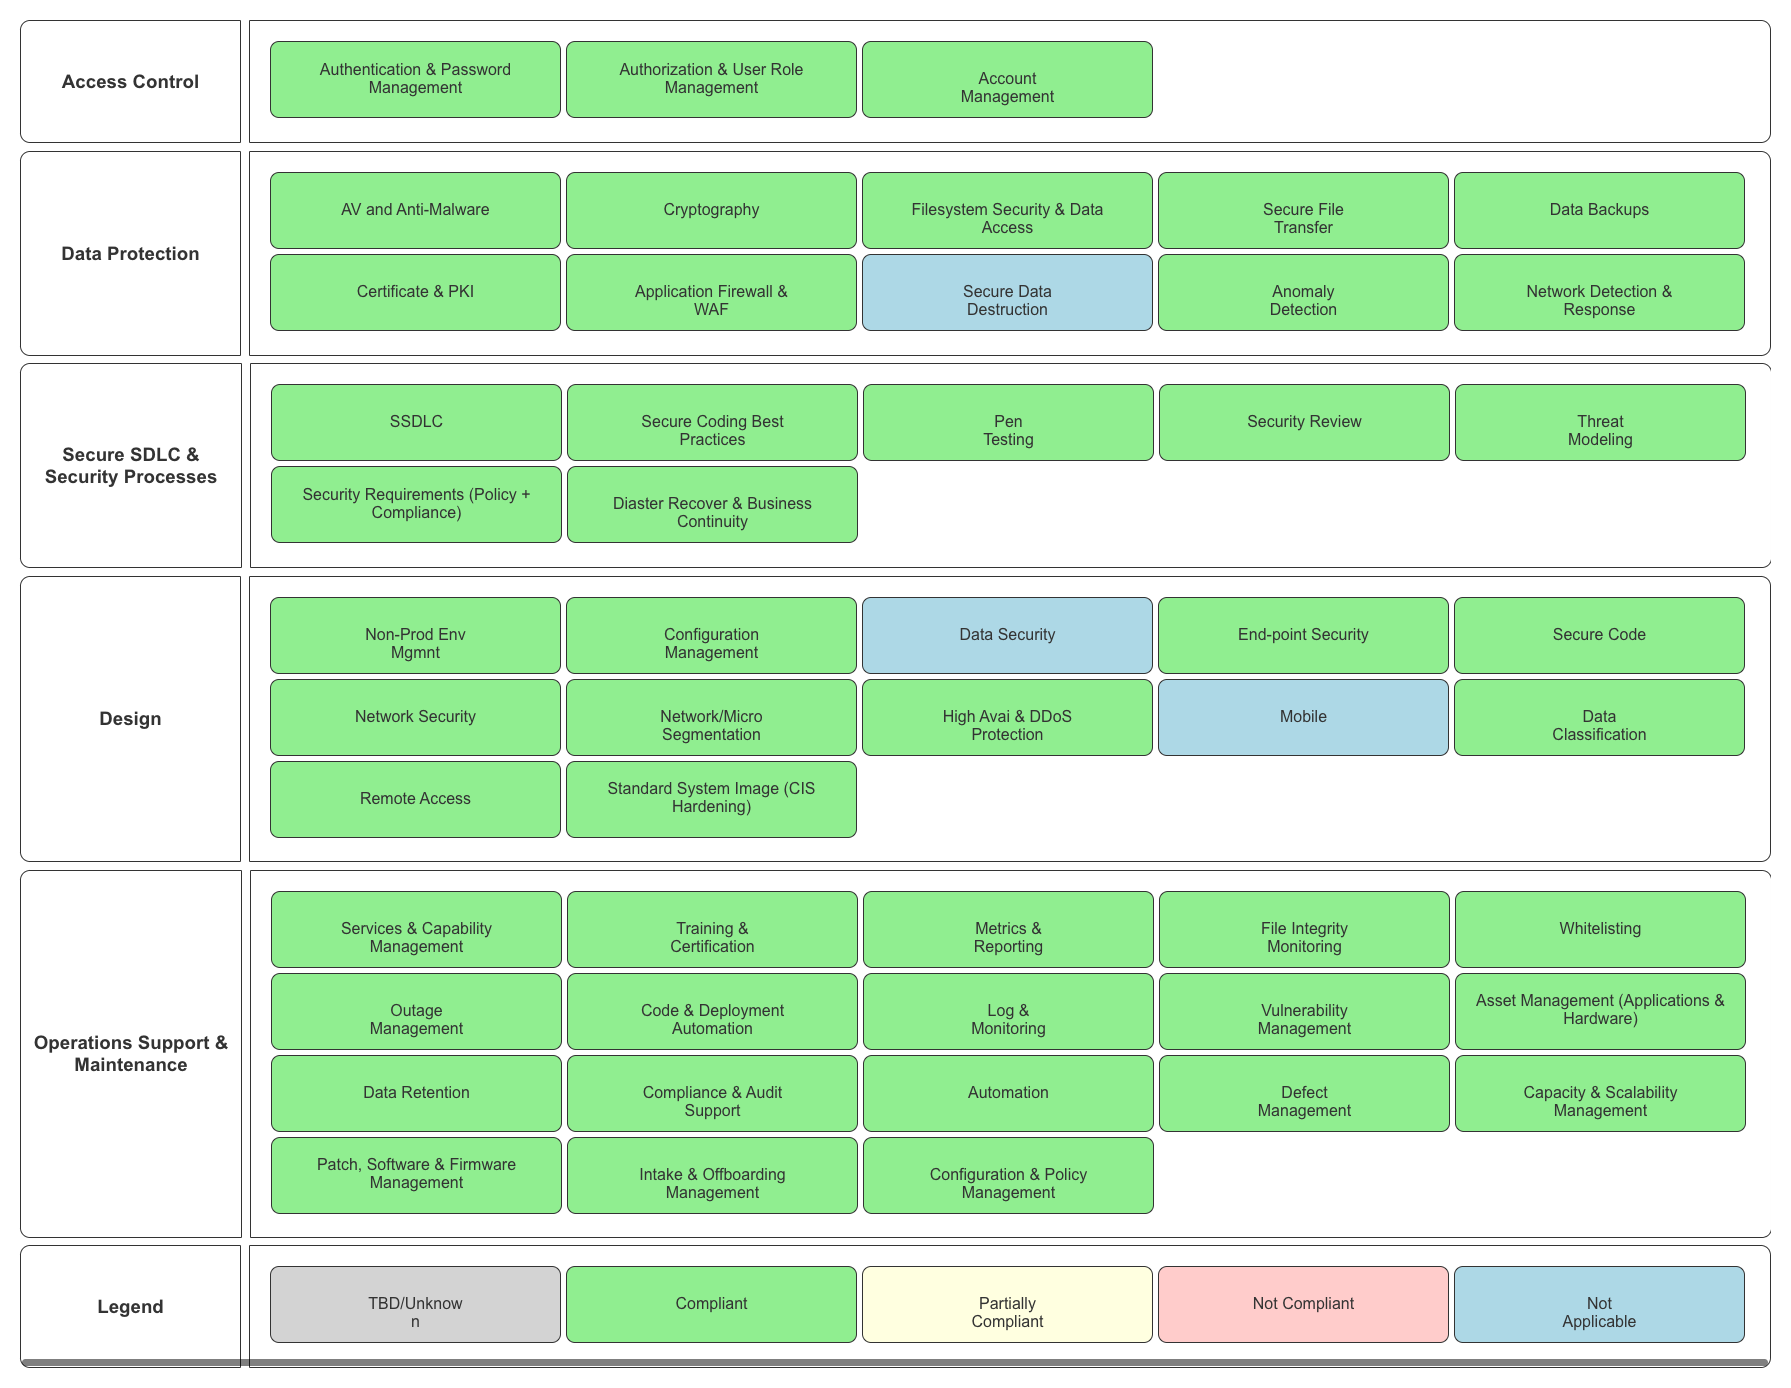 Access Control
Authentication & Password
Management
Authorization & User Role
Management
Account
Management
Data Protection
AV and Anti-Malware
Cryptography
Filesystem Security & Data
Access
Secure File
Transfer
Data Backups
Certificate & PKI
Application Firewall &
WAF
Secure Data
Destruction
Anomaly
Detection
Network Detection &
Response
Secure SDLC &
Security Processes
SSDLC
Secure Coding Best
Practices
Pen
Testing
Security Review
Threat
Modeling
Security Requirements (Policy +
Compliance)
Diaster Recover & Business
Continuity
Design
Non-Prod Env
Mgmnt
Configuration
Management
Data Security
End-point Security
Secure Code
Network Security
Network/Micro
Segmentation
High Avai & DDoS
Protection
Mobile
Data
Classification
Remote Access
Standard System Image (CIS
Hardening)
Operations Support &
Maintenance
Services & Capability
Management
Training &
Certification
Metrics &
Reporting
File Integrity
Monitoring
Whitelisting
Outage
Management
Code & Deployment
Automation
Log &
Monitoring
Vulnerability
Management
Asset Management (Applications &
Hardware)
Data Retention
Compliance & Audit
Support
Automation
Defect
Management
Capacity & Scalability
Management
Patch, Software & Firmware
Management
Intake & Offboarding
Management
Configuration & Policy
Management
Legend
TBD/Unknow
n
Compliant
Partially
Compliant
Not Compliant
Not
Applicable